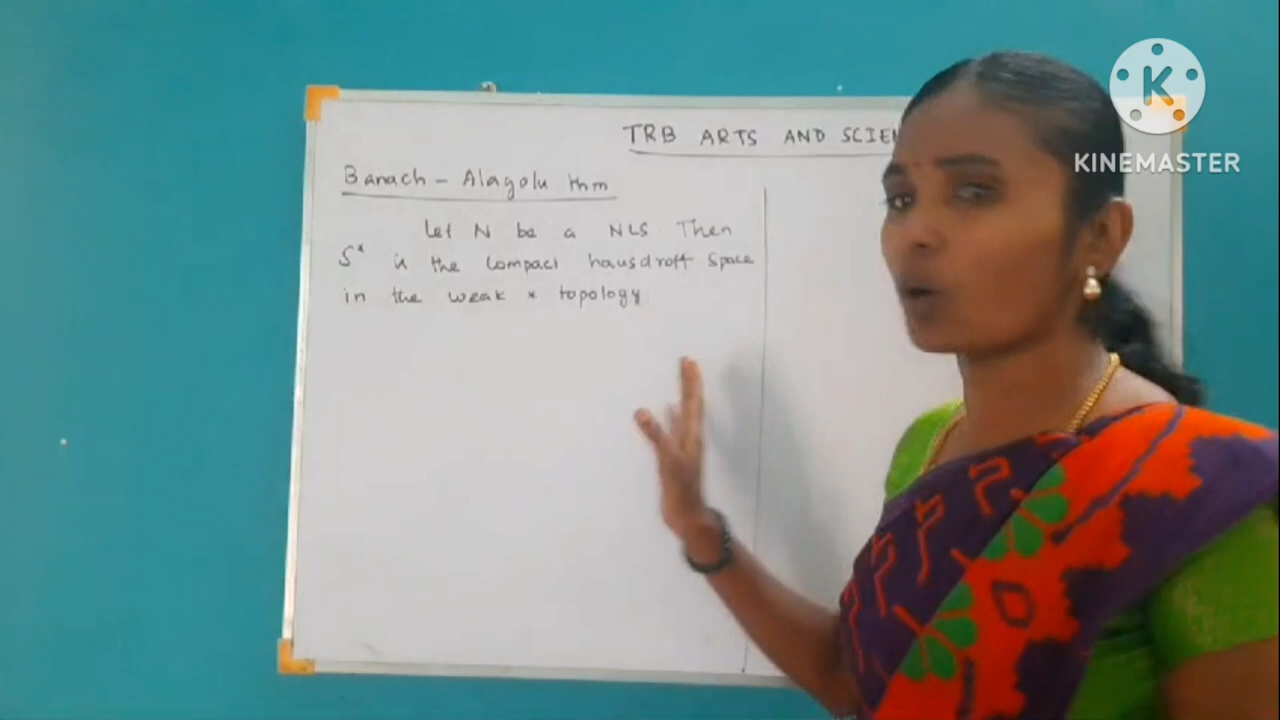 TRB ARTS AND SCIEN
Banach - Alagolu thm
Let N be a NLS Then
S* is the compact hausdroff space
in the weak * topology
K
KINEMASTER